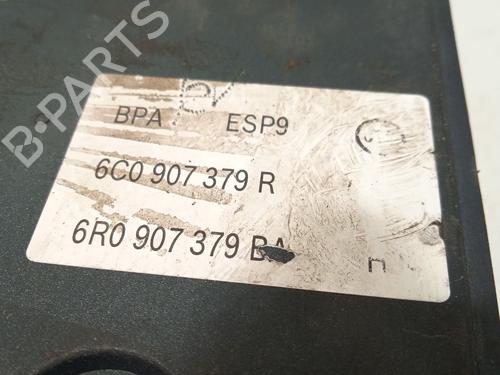 B-PARTS
BPA ESP9
6C0 907 379 R
6R0 907 379 BA H